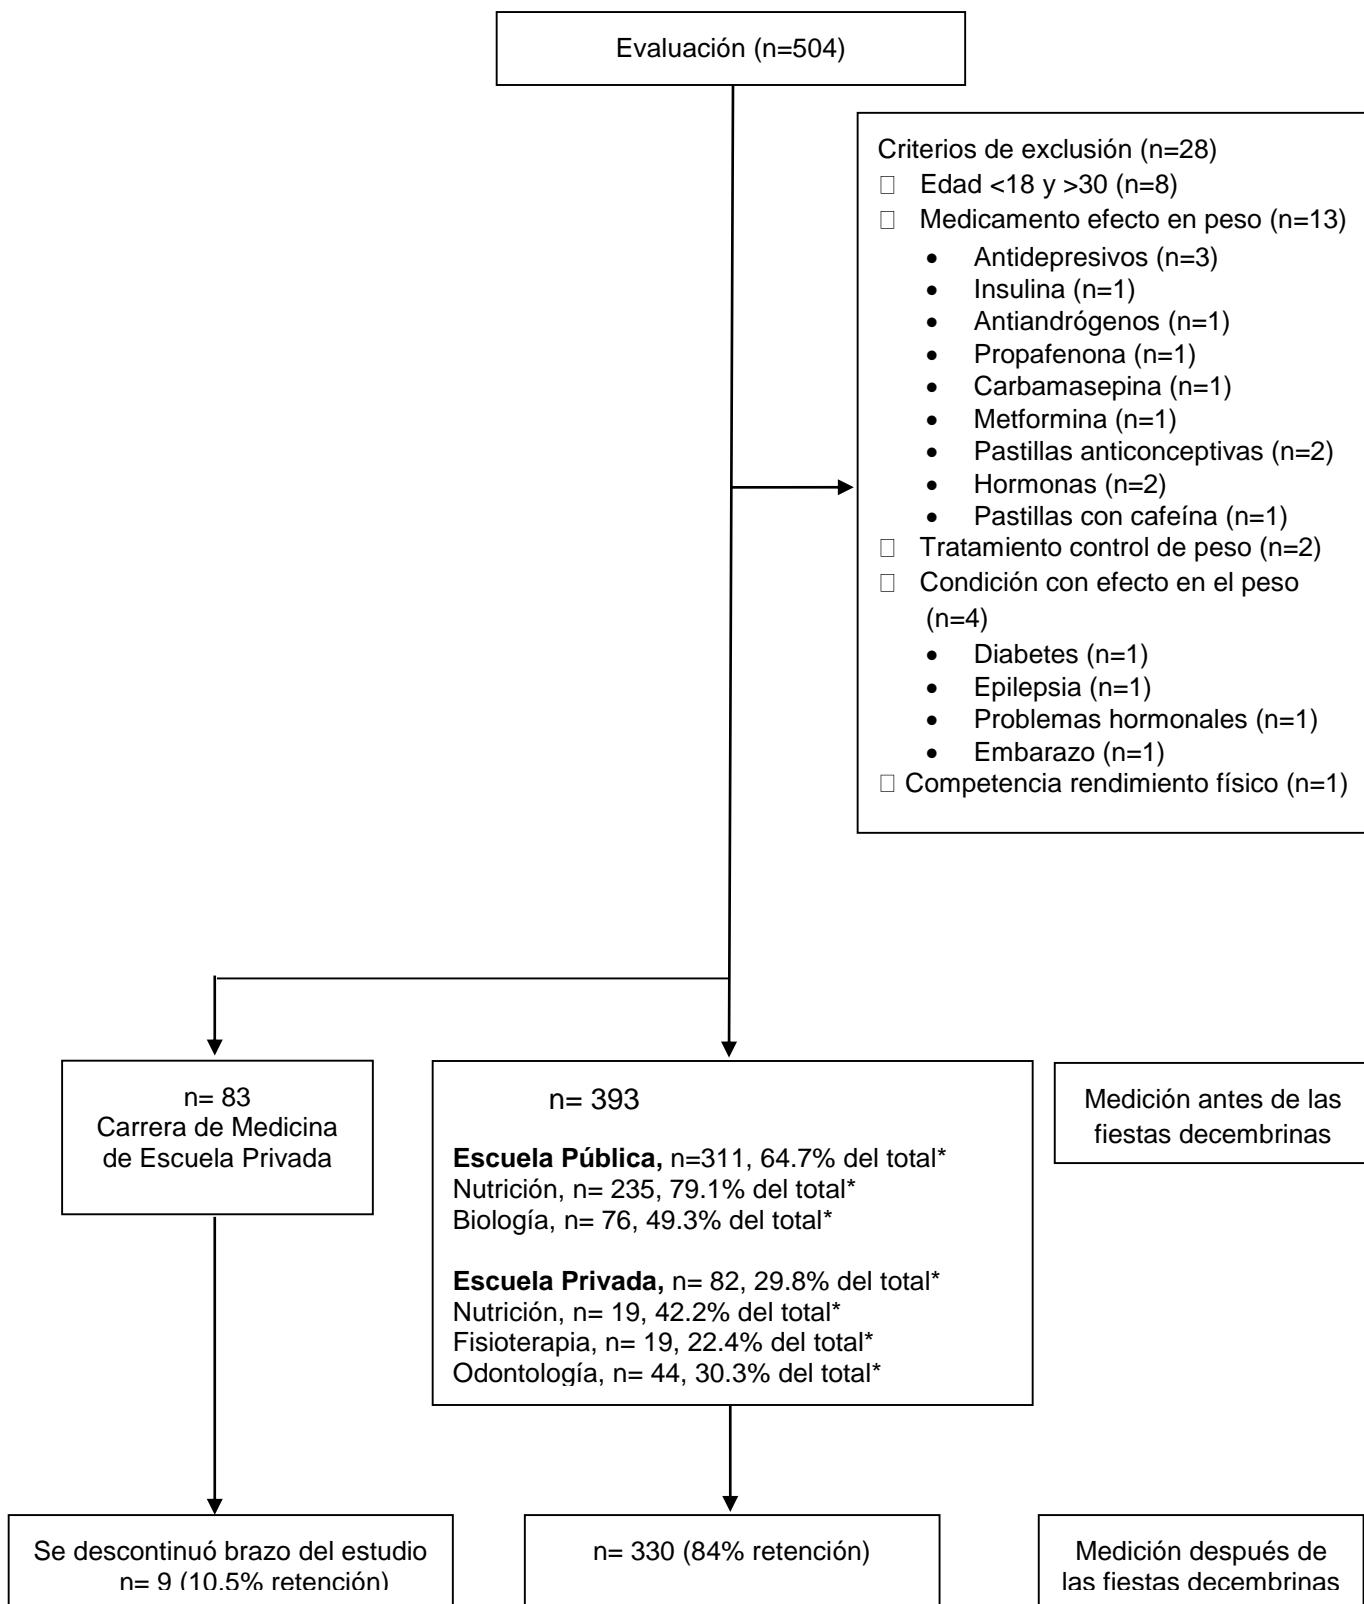 Evaluación (n=504)
Criterios de exclusión (n=28)
Edad <18 y >30 (n=8)
Medicamento efecto en peso (n=13)
• Antidepresivos (n=3)
• Insulina (n=1)
• Antiandrógenos (n=1)
• Propafenona (n=1)
• Carbamasepina (n=1)
• Metformina (n=1)
• Pastillas anticonceptivas (n=2)
• Hormonas (n=2)
• Pastillas con cafeína (n=1)
Tratamiento control de peso (n=2)
Condición con efecto en el peso
(n=4)
• Diabetes (n=1)
• Epilepsia (n=1)
• Problemas hormonales (n=1)
• Embarazo (n=1)
Competencia rendimiento físico (n=1)
n= 83
Carrera de Medicina
de Escuela Privada
n= 393
Escuela Pública, n=311, 64.7% del total*
Nutrición, n= 235, 79.1% del total*
Biología, n= 76, 49.3% del total*
Escuela Privada, n= 82, 29.8% del total*
Nutrición, n= 19, 42.2% del total*
Fisioterapia, n= 19, 22.4% del total*
Odontología, n= 44, 30.3% del total*
Medición antes de las
fiestas decembrinas
Se descontinuó brazo del estudio
n= 9 (10.5% retención)
n= 330 (84% retención)
Medición después de
las fiestas decembrinas